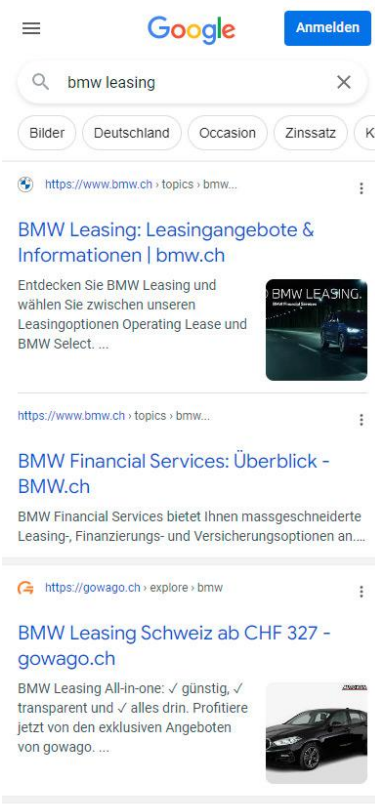 Google
Anmelden
bmw leasing
Bilder Deutschland Occasion Zinssatz K
https://www.bmw.ch › topics › bmw...
BMW Leasing: Leasingangebote &
Informationen | bmw.ch
Entdecken Sie BMW Leasing und
wählen Sie zwischen unseren
Leasingoptionen Operating Lease und
BMW Select. ...
BMW LEASING.
BMW Financial Services
https://www.bmw.ch › topics › bmw...
BMW Financial Services: Überblick -
BMW.ch
BMW Financial Services bietet Ihnen massgeschneiderte
Leasing-, Finanzierungs- und Versicherungsoptionen an....
https://gowago.ch › explore › bmw
BMW Leasing Schweiz ab CHF 327 -
gowago.ch
BMW Leasing All-in-one: ✓ günstig, ✓
transparent und ✓ alles drin. Profitiere
jetzt von den exklusiven Angeboten
von gowago. ...